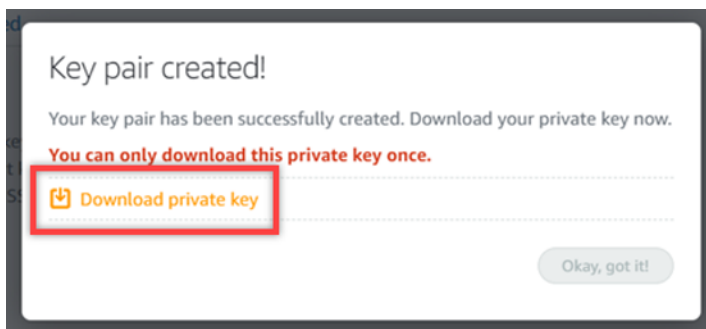 Key pair created!
Your key pair has been successfully created. Download your private key now.
You can only download this private key once.
Download private key
Okay, got it!